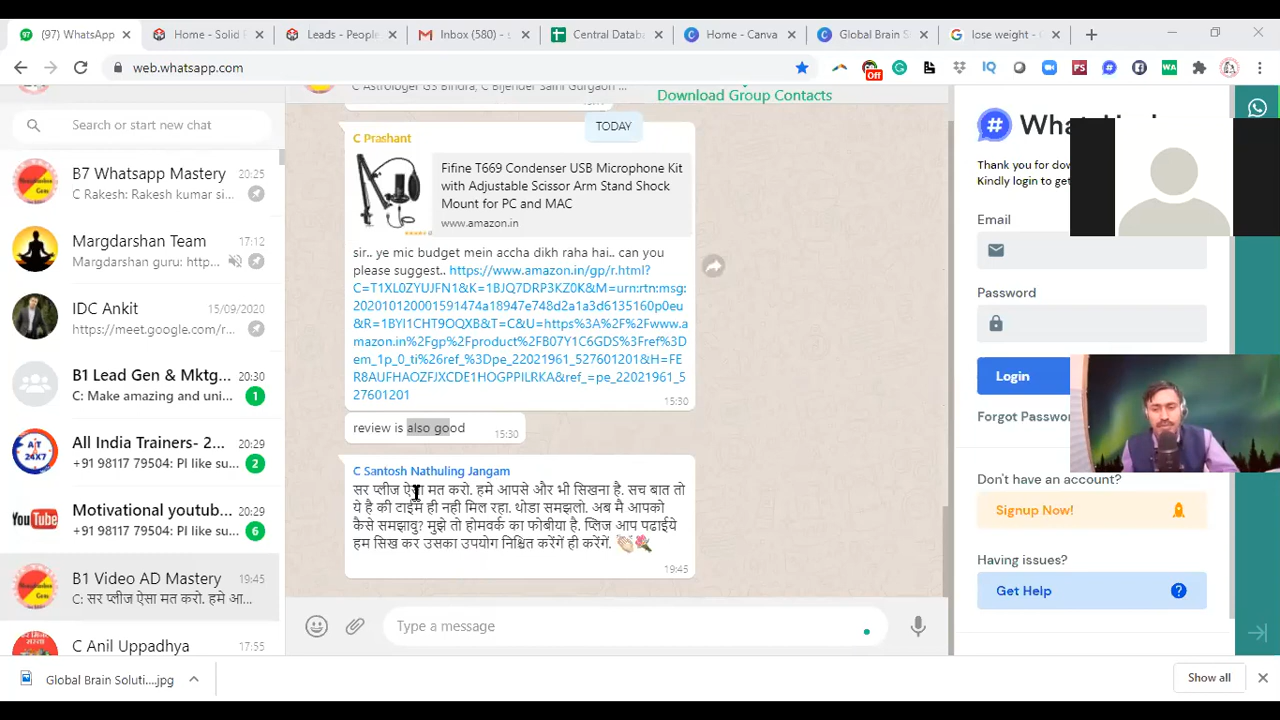 (97) WhatsApp
Home - Solid
Leads - People
Inbox (580) - s
Central Datab
Home - Canva
Global Brain S
lose weight - G
web.whatsapp.com
Off
Search or start new chat
B7 Whatsapp Mastery
20:25
C Rakesh: Rakesh kumar si...
Margdarshan Team
17:12
Margdarshan guru: http...
IDC Ankit
15/09/2020
https://meet.google.com/r...
B1 Lead Gen & Mktg...
20:30
C: Make amazing and uni...
1
All India Trainers- 2...
20:29
+91 98117 79504: Pl like su...
2
Motivational youtub...
20:29
+91 98117 79504: Pl like su...
6
B1 Video AD Mastery
19:45
C: सर प्लीज ऐसा मत करो. हमे आ...
C Anil Uppadhya
17:55
C Astrologer GS Bindra, C Bijender Saini Gurgaon ...
Download Group Contacts
TODAY
C Prashant
Fifine T669 Condenser USB Microphone Kit
with Adjustable Scissor Arm Stand Shock
Mount for PC and MAC
www.amazon.in
sir.. ye mic budget mein accha dikh raha hai.. can you
please suggest.. https://www.amazon.in/gp/r.html?
C=T1XL0ZYUJFN1&K=1BJQ7DRP3KZ0K&M=urn:rtn:msg:
202010120001591474a18947e748d2a1a3d6135160p0eu
&R=1BYI1CHT9OQXB&T=C&U=https%3A%2F%2Fwww.a
mazon.in%2Fgp%2Fproduct%2FB07Y1C6GDS%3Fref%3D
em_1p_0_ti%26ref_%3Dpe_22021961_527601201&H=FE
R8AUFHAOZFJXCDE1HOGPPILRKA&ref_=pe_22021961_5
27601201
15:30
review is also good
15:30
C Santosh Nathuling Jangam
सर प्लीज ऐसा मत करो. हमे आपसे और भी सिखना है. सच बात तो
ये है की टाईम ही नही मिल रहा. थोडा समझलो. अब मै आपको
कैसे समझावु? मुझे तो होमवर्क का फोबीया है. प्लिज आप पढाईये
हम सिख कर उसका उपयोग निश्चित करेंगें ही करेंगें.
19:45
Type a message
Thank you for dow
Kindly login to get
Email
Password
Login
Forgot Passwor
Don't have an account?
Signup Now!
Having issues?
Get Help
Global Brain Soluti....jpg
Show all